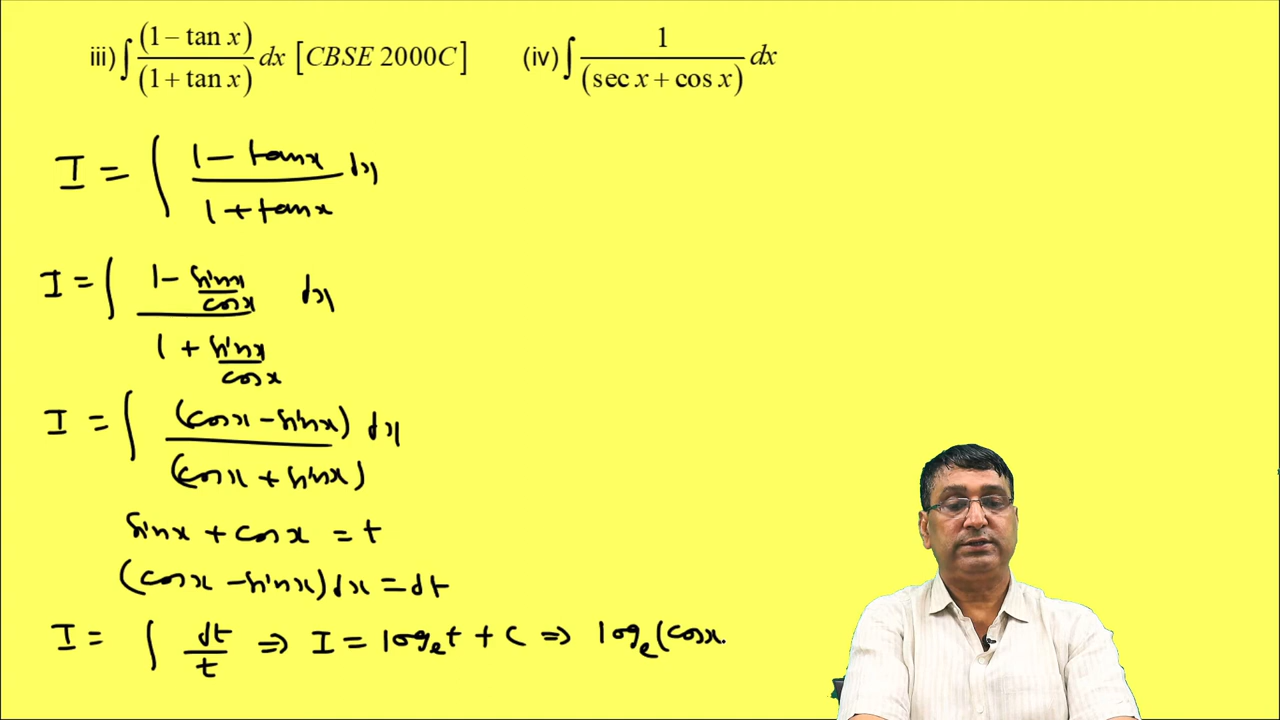 iii) ∫ (1 – tan x) / (1 + tan x) dx [CBSE 2000C] (iv) ∫ 1 / (sec x + cos x) dx
I = ∫ (1 – tanx) / (1 + tanx) dx
I = ∫ (1 – sinx/cosx) / (1 + sinx/cosx) dx
I = ∫ (cosx – sinx) / (cosx + sinx) dx
sinx + cosx = t
(cosx – sinx)dx = dt
I = ∫ dt/t ⇒ I = logₑt + C ⇒ logₑ(cosx